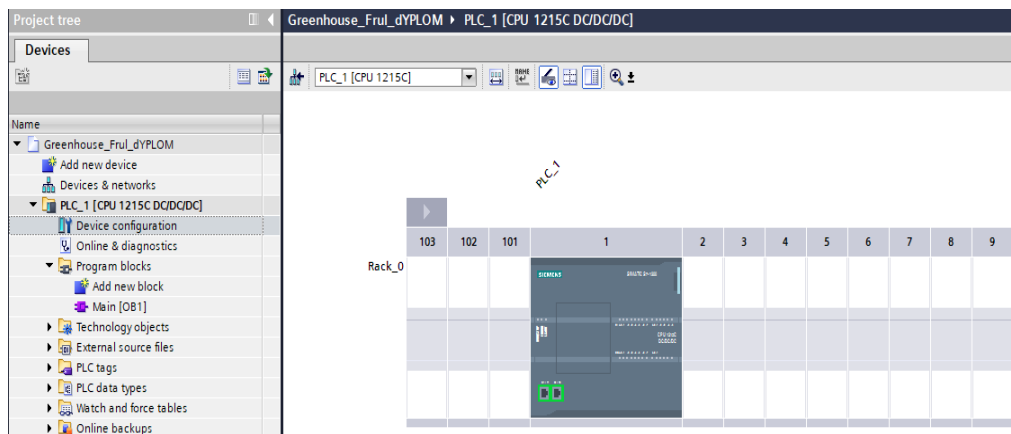 Project tree
Greenhouse_Frul_dYPLOM ▸ PLC_1 [CPU 1215C DC/DC/DC]
Devices
PLC_1 [CPU 1215C]
Name
Greenhouse_Frul_dYPLOM
Add new device
Devices & networks
PLC_1 [CPU 1215C DC/DC/DC]
Device configuration
Online & diagnostics
Program blocks
Add new block
Main [OB1]
Technology objects
External source files
PLC tags
PLC data types
Watch and force tables
Online backups
PLC_1
103 102 101 1 2 3 4 5 6 7 8 9
Rack_0
SIEMENS